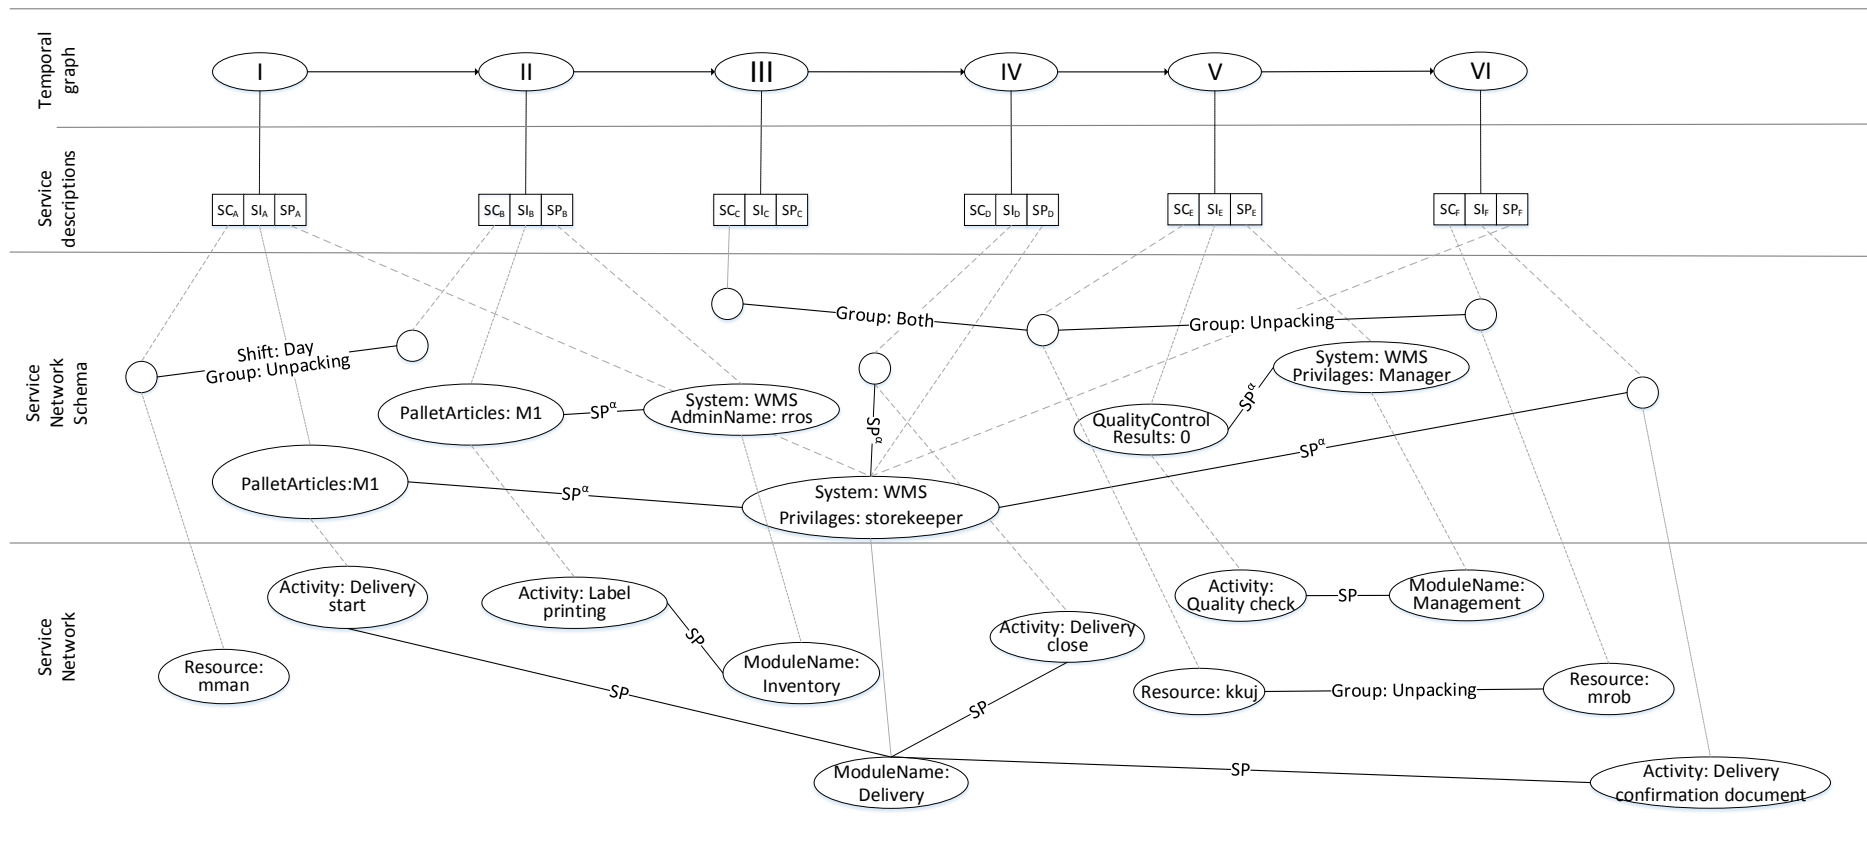 Temporal
graph
I
II
III
IV
V
VI
Service
descriptions
SCA SIA SPA
SCB SIB SPB
SCC SIC SPC
SCD SID SPD
SCE SIE SPE
SCF SIF SPF
Service
Network
Schema
Shift: Day
Group: Unpacking
Group: Both
Group: Unpacking
System: WMS
Privilages: Manager
SPα
PalletArticles: M1
SPα
System: WMS
AdminName: rros
SPα
QualityControl
Results: 0
SPα
PalletArticles:M1
SPα
System: WMS
Privilages: storekeeper
Service
Network
Activity: Delivery
start
Activity: Label
printing
SP
Activity: Delivery
close
Activity:
Quality check
SP
ModuleName:
Management
Resource:
mman
SP
ModuleName:
Inventory
SP
Resource: kkuj
Group: Unpacking
Resource:
mrob
ModuleName:
Delivery
SP
Activity: Delivery
confirmation document